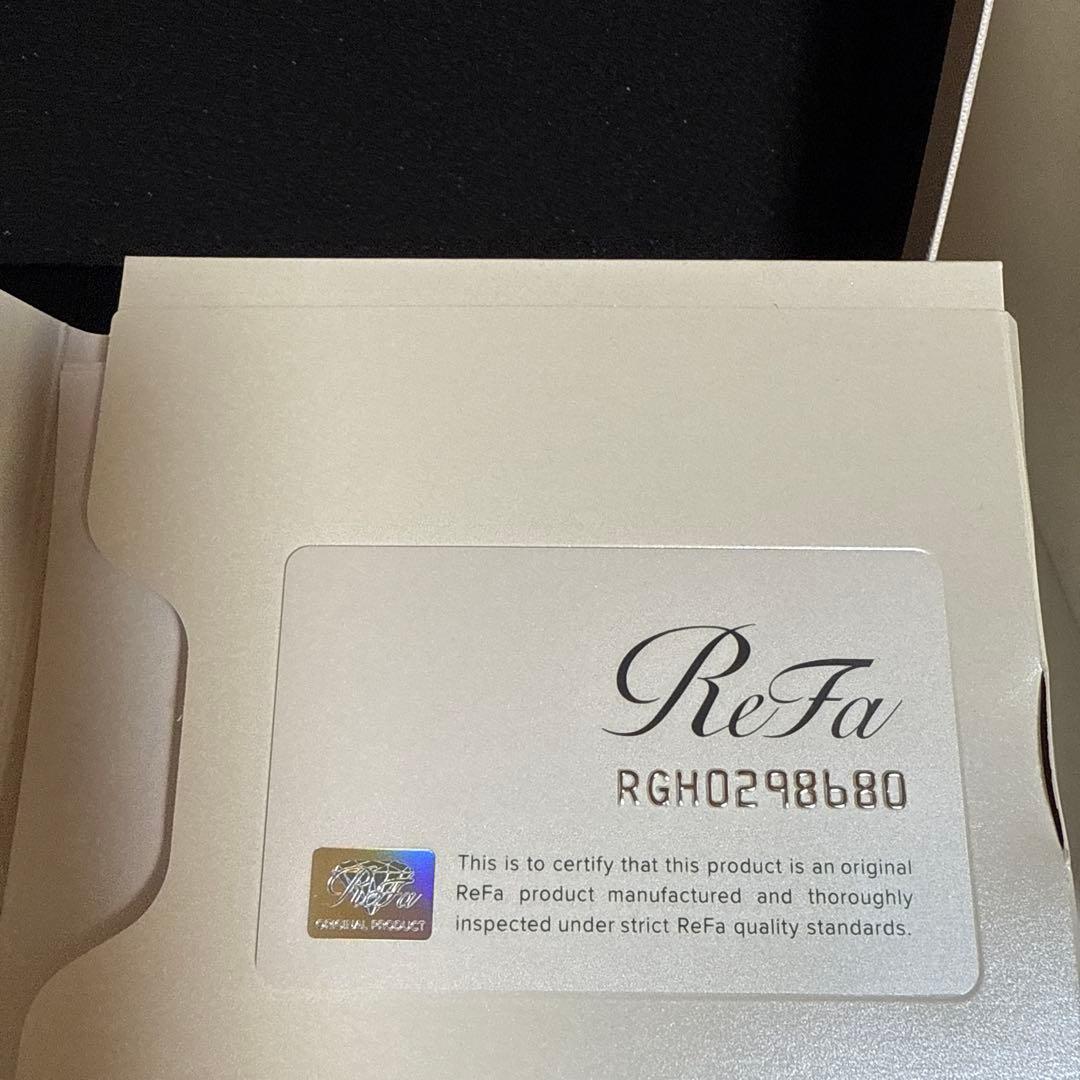 ReFa
RGH0298680
ReFa
ORIGINAL PRODUCT
This is to certify that this product is an original
ReFa product manufactured and thoroughly
inspected under strict ReFa quality standards.